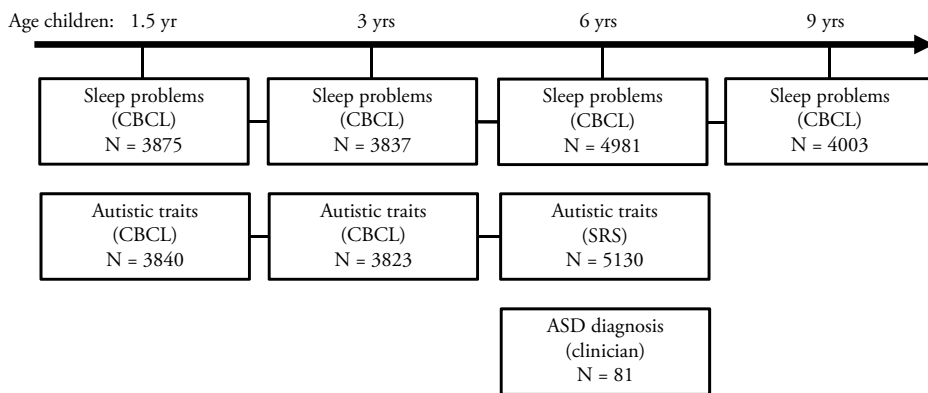 Age children: 1.5 yr 3 yrs 6 yrs 9 yrs
Sleep problems
(CBCL)
N = 3875
Sleep problems
(CBCL)
N = 3837
Sleep problems
(CBCL)
N = 4981
Sleep problems
(CBCL)
N = 4003
Autistic traits
(CBCL)
N = 3840
Autistic traits
(CBCL)
N = 3823
Autistic traits
(SRS)
N = 5130
ASD diagnosis
(clinician)
N = 81